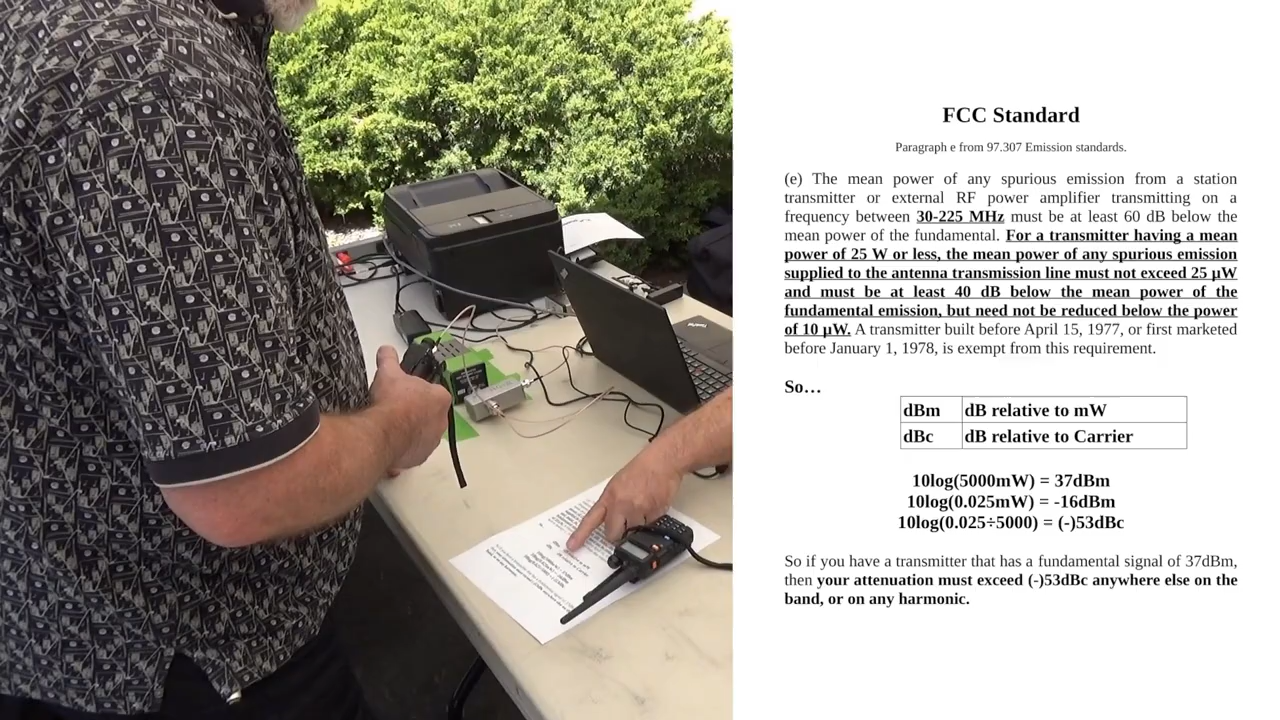 FCC Standard
Paragraph e from 97.307 Emission standards.
(e) The mean power of any spurious emission from a station
transmitter or external RF power amplifier transmitting on a
frequency between 30-225 MHz must be at least 60 dB below the
mean power of the fundamental. For a transmitter having a mean
power of 25 W or less, the mean power of any spurious emission
supplied to the antenna transmission line must not exceed 25 μW
and must be at least 40 dB below the mean power of the
fundamental emission, but need not be reduced below the power
of 10 μW. A transmitter built before April 15, 1977, or first marketed
before January 1, 1978, is exempt from this requirement.
So…
dBm dB relative to mW
dBc dB relative to Carrier
10log(5000mW) = 37dBm
10log(0.025mW) = -16dBm
10log(0.025÷5000) = (-)53dBc
So if you have a transmitter that has a fundamental signal of 37dBm,
then your attenuation must exceed (-)53dBc anywhere else on the
band, or on any harmonic.